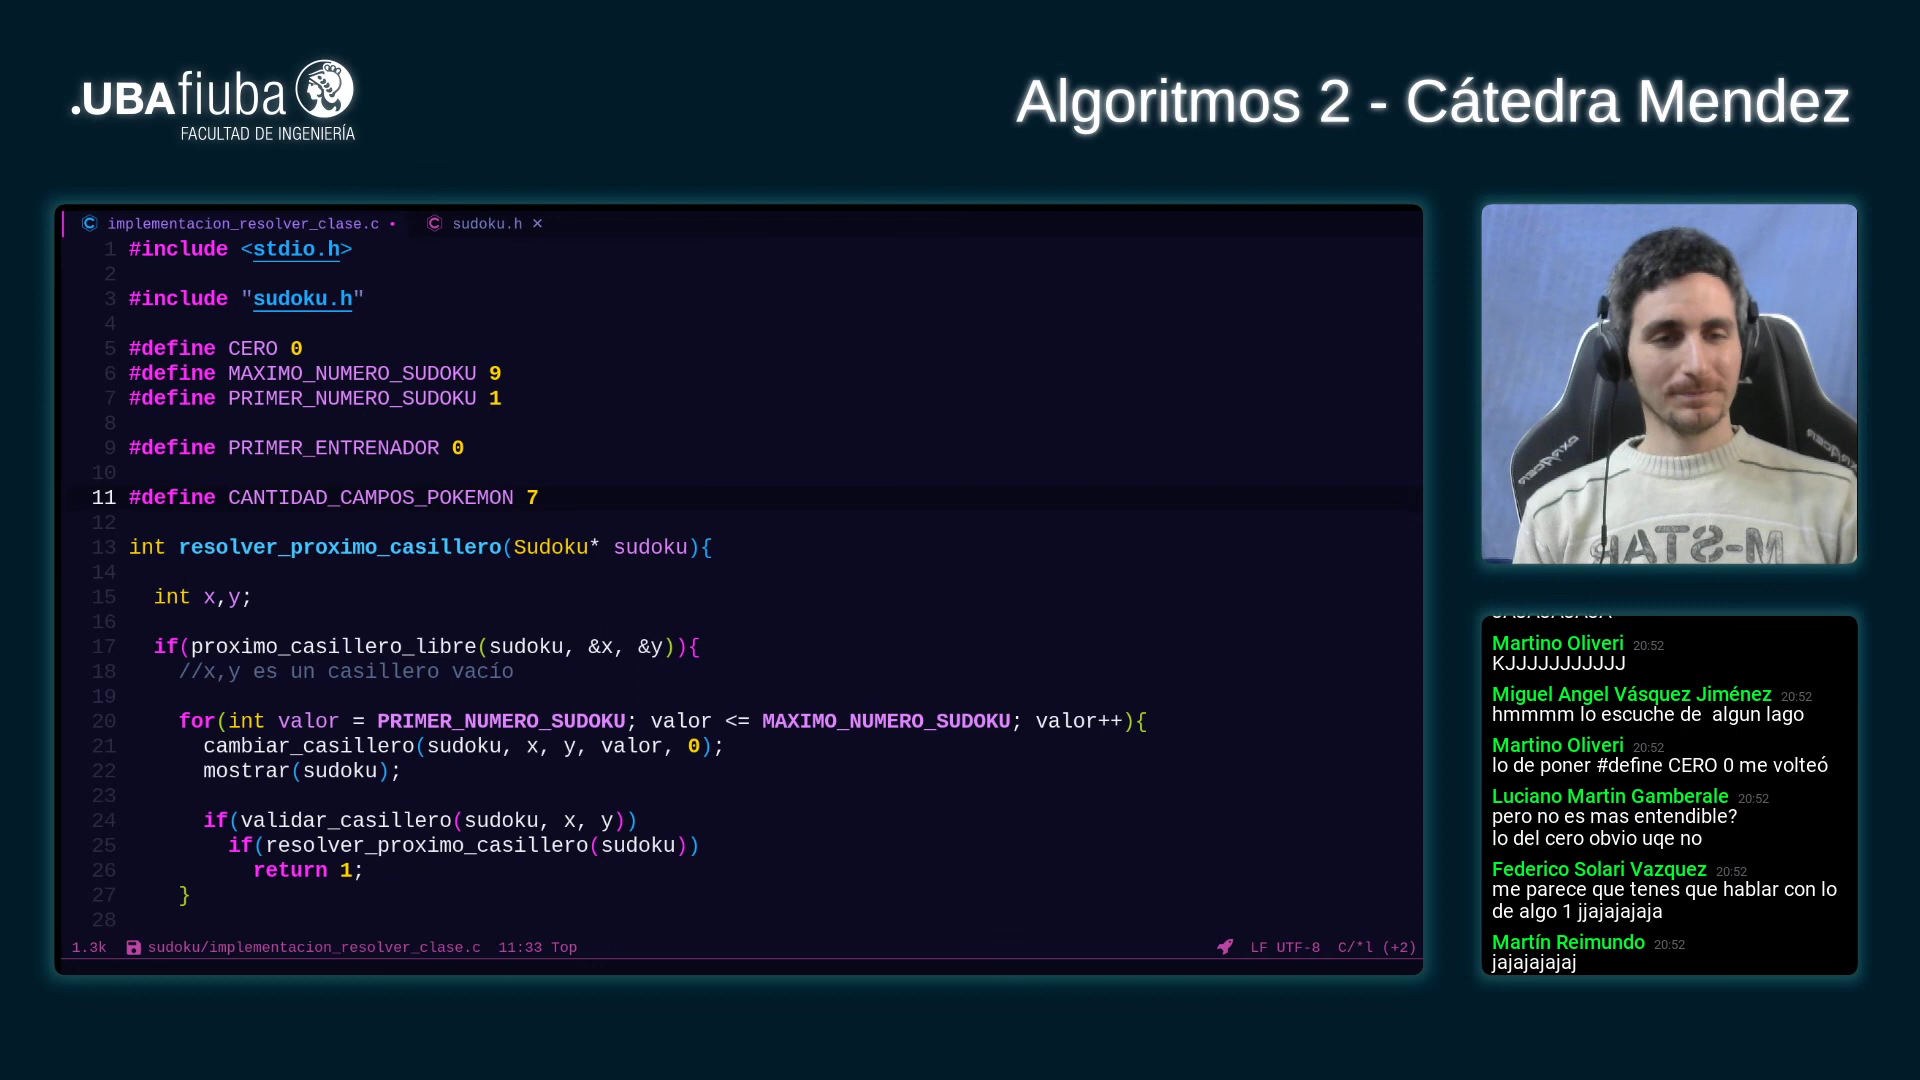 .UBAfiuba
FACULTAD DE INGENIERÍA
Algoritmos 2 - Cátedra Mendez
implementacion_resolver_clase.c • sudoku.h ×
1 #include <stdio.h>
2
3 #include "sudoku.h"
4
5 #define CERO 0
6 #define MAXIMO_NUMERO_SUDOKU 9
7 #define PRIMER_NUMERO_SUDOKU 1
8
9 #define PRIMER_ENTRENADOR 0
10
11 #define CANTIDAD_CAMPOS_POKEMON 7
12
13 int resolver_proximo_casillero(Sudoku* sudoku){
14
15   int x,y;
16
17   if(proximo_casillero_libre(sudoku, &x, &y)){
18     //x,y es un casillero vacío
19
20     for(int valor = PRIMER_NUMERO_SUDOKU; valor <= MAXIMO_NUMERO_SUDOKU; valor++){
21       cambiar_casillero(sudoku, x, y, valor, 0);
22       mostrar(sudoku);
23
24       if(validar_casillero(sudoku, x, y))
25         if(resolver_proximo_casillero(sudoku))
26           return 1;
27     }
28
1.3k sudoku/implementacion_resolver_clase.c 11:33 Top LF UTF-8 C/*l (+2)
M-STAR
Martino Oliveri 20:52
KJJJJJJJJJJJ
Miguel Angel Vásquez Jiménez 20:52
hmmmm lo escuche de  algun lago
Martino Oliveri 20:52
lo de poner #define CERO 0 me volteó
Luciano Martin Gamberale 20:52
pero no es mas entendible?
lo del cero obvio uqe no
Federico Solari Vazquez 20:52
me parece que tenes que hablar con lo
de algo 1 jjajajajaja
Martín Reimundo 20:52
jajajajajaj